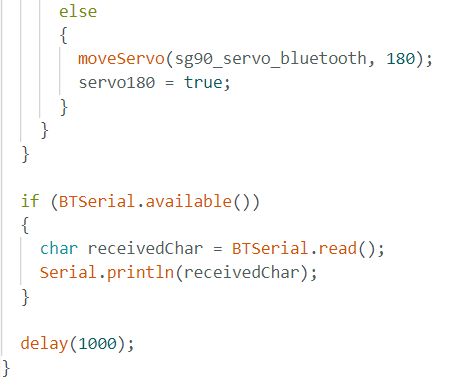 else
{
moveServo(sg90_servo_bluetooth, 180);
servo180 = true;
}
}
}
if (BTSerial.available())
{
char receivedChar = BTSerial.read();
Serial.println(receivedChar);
}
delay(1000);
}